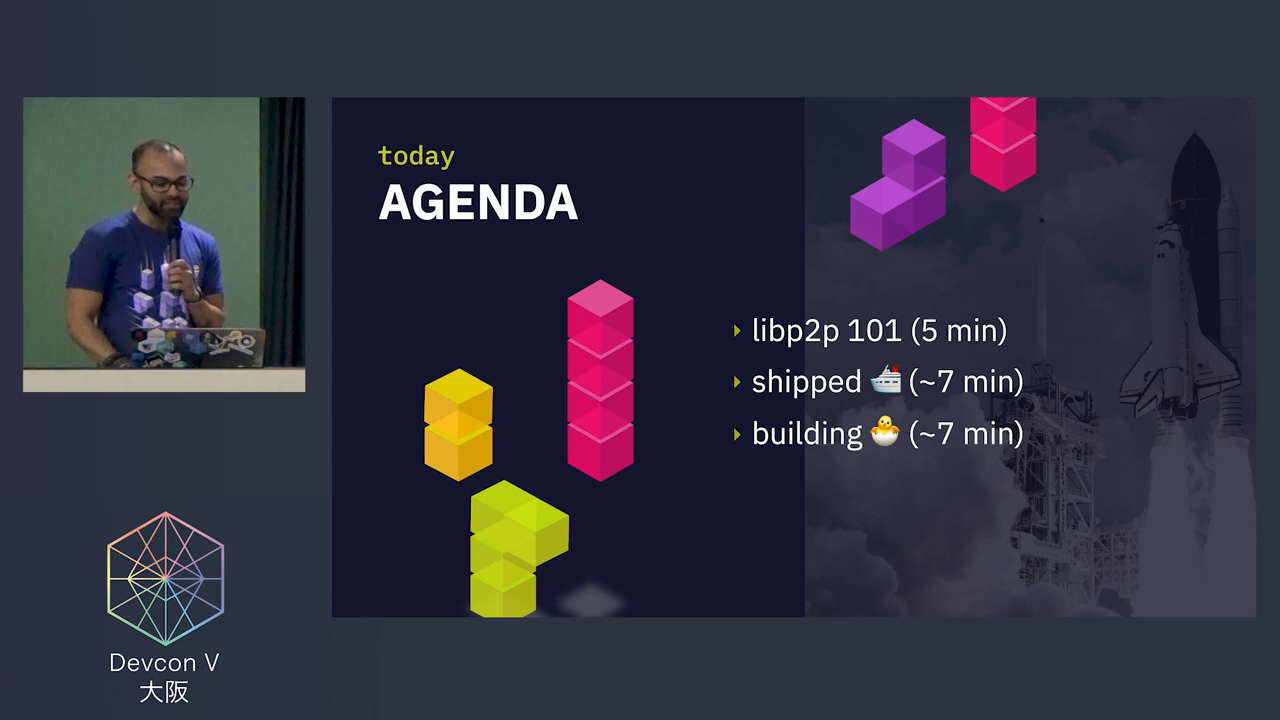 today
AGENDA
libp2p 101 (5 min)
shipped 🛳️ (~7 min)
building 🐣 (~7 min)
Devcon V
大阪